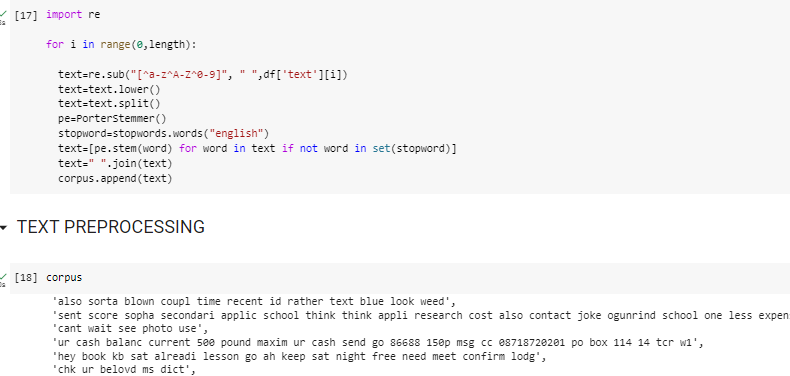 [17] import re
for i in range(0,length):
text=re.sub("[^a-z^A-Z^0-9]", " ",df['text'][i])
text=text.lower()
text=text.split()
pe=PorterStemmer()
stopword=stopwords.words("english")
text=[pe.stem(word) for word in text if not word in set(stopword)]
text=" ".join(text)
corpus.append(text)
TEXT PREPROCESSING
[18] corpus
'also sorta blown coupl time recent id rather text blue look weed',
'sent score sopha secondari applic school think think appli research cost also contact joke ogunrind school one less expen
'cant wait see photo use',
'ur cash balanc current 500 pound maxim ur cash send go 86688 150p msg cc 08718720201 po box 114 14 tcr w1',
'hey book kb sat alreadi lesson go ah keep sat night free need meet confirm lodg',
'chk ur belovd ms dict',